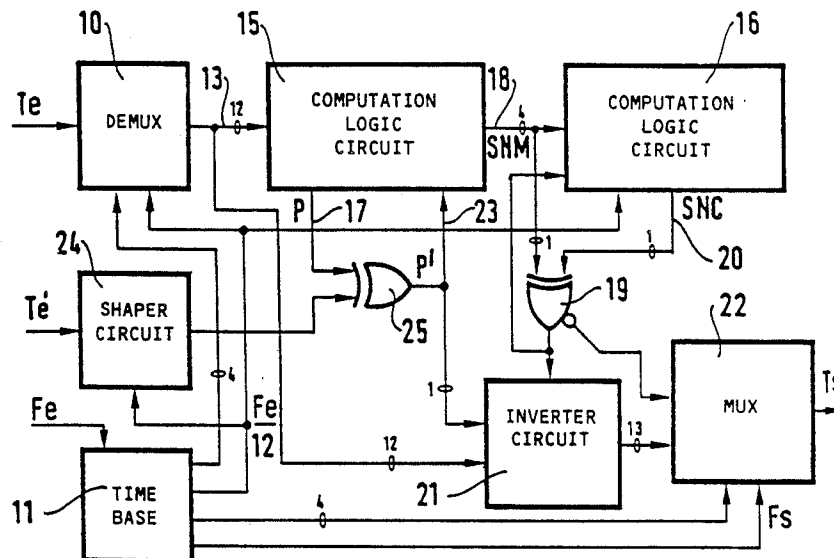 10
15
16
Te
DEMUX
13
12
COMPUTATION
LOGIC
CIRCUIT
18
4
SNM
COMPUTATION
LOGIC
CIRCUIT
P
17
23
SNC
24
1
1
20
Té
SHAPER
CIRCUIT
P'
25
19
22
4
1
Fe
Fe
12
INVERTER
CIRCUIT
13
MUX
Ts
12
21
11
TIME
BASE
4
Fs